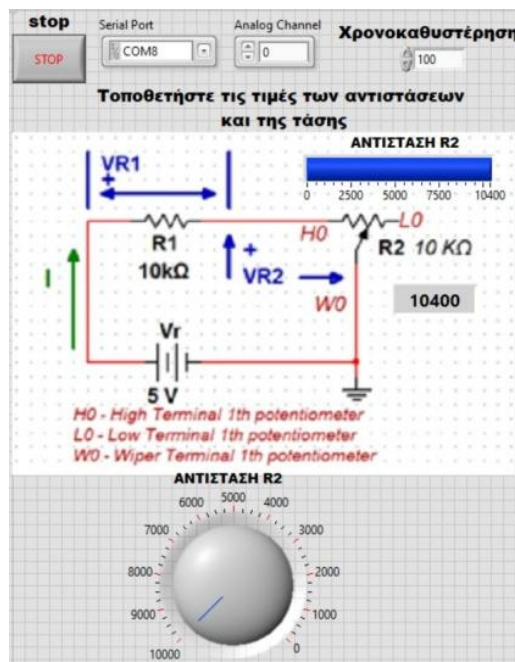 stop
Serial Port
Analog Channel
Χρονοκαθυστέρηση
STOP
COM8
0
100
Τοποθετήστε τις τιμές των αντιστάσεων
και της τάσης
ΑΝΤΙΣΤΑΣΗ R2
VR1
+
0 2500 5000 7500 10400
H0
L0
R1
10kΩ
+
VR2
R2 10 KΩ
I
W0
10400
Vr
5 V
H0 - High Terminal 1th potentiometer
L0 - Low Terminal 1th potentiometer
W0 - Wiper Terminal 1th potentiometer
ΑΝΤΙΣΤΑΣΗ R2
5000
6000
4000
7000
3000
8000
2000
9000
1000
10000
0